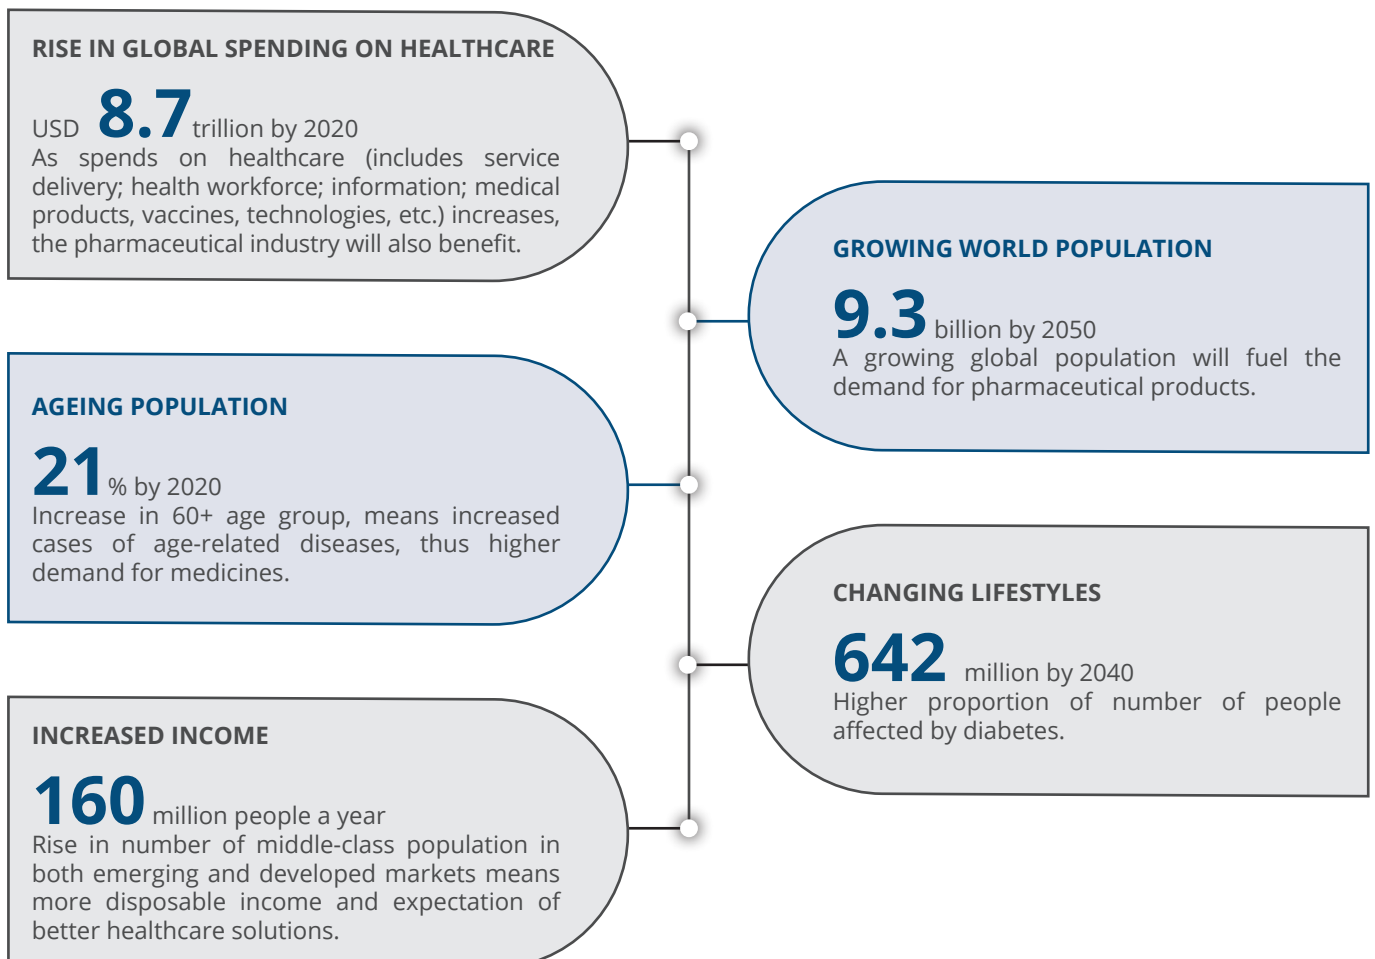 RISE IN GLOBAL SPENDING ON HEALTHCARE
USD 8.7 trillion by 2020
As spends on healthcare (includes service
delivery; health workforce; information; medical
products, vaccines, technologies, etc.) increases,
the pharmaceutical industry will also benefit.
GROWING WORLD POPULATION
9.3 billion by 2050
A growing global population will fuel the
demand for pharmaceutical products.
AGEING POPULATION
21 % by 2020
Increase in 60+ age group, means increased
cases of age-related diseases, thus higher
demand for medicines.
CHANGING LIFESTYLES
642 million by 2040
Higher proportion of number of people
affected by diabetes.
INCREASED INCOME
160 million people a year
Rise in number of middle-class population in
both emerging and developed markets means
more disposable income and expectation of
better healthcare solutions.